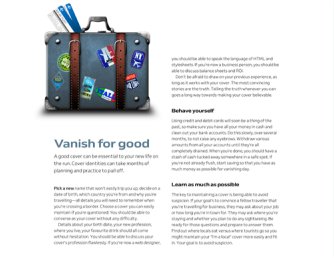 Vanish for good
A good cover can be essential to your new life on
the run. Cover identities can take months of
planning and practice to pull off.
Pick a new name that won't easily trip you up, decide on a
date of birth, which country you're from and why you're
travelling—all details you will need to remember when
you're crossing a border. Choose a cover you can easily
maintain if you're questioned. You should be able to
converse as your cover without any difficulty.
Details about your birth date, your new profession,
where you live, your favourite drink should all come
without hesitation. You should be able to discuss your
cover's profession flawlessly. If you're now a web designer,
you should be able to speak the language of HTML and
stylesheets. If you're now a business person, you should be
able to discuss balance sheets and ROI.
Don't be afraid to draw on your previous experience, as
long as it works with your cover. The most convincing
stories are the truth. Telling the truth whenever you can
goes a long way towards making your cover believable.
Behave yourself
Using credit and debit cards will soon be a thing of the
past, so make sure you have all your money in cash and
clean out your bank accounts. Do this slowly, over several
months, to not raise any eyebrows. Withdraw various
amounts from all your accounts until they're all
completely drained. When you're done, you should have a
stash of cash tucked away somewhere in a safe spot. If
you're not already frugal, start saving so that you have as
much money as possible for vanishing day.
Learn as much as possible
The key to maintaining a cover is being able to avoid
suspicion. If your goal is to convince a fellow traveller that
you're travelling for business, they may ask about your job
or how long you're in town for. They may ask where you're
staying and whether you plan to do any sightseeing. Be
ready for those questions and prepare to answer them.
Find out where locals eat versus where tourists go so you
might maintain your "I'm a local" cover more easily and fit
in. Your goal is to avoid suspicion.